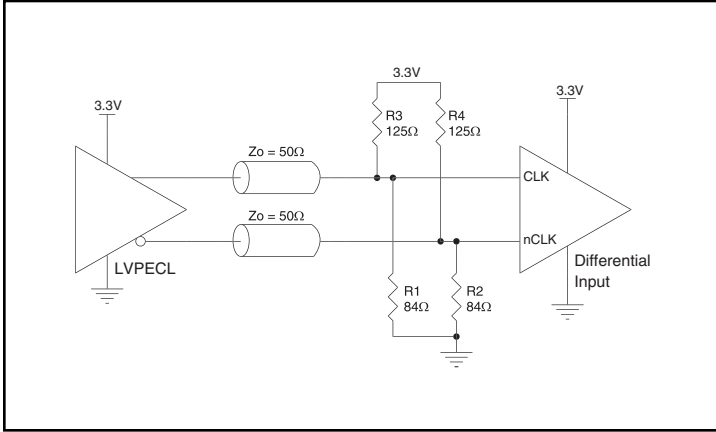 3.3V
R3
125Ω
R4
125Ω
3.3V
3.3V
Zo = 50Ω
CLK
Zo = 50Ω
nCLK
LVPECL
Differential
Input
R1
84Ω
R2
84Ω